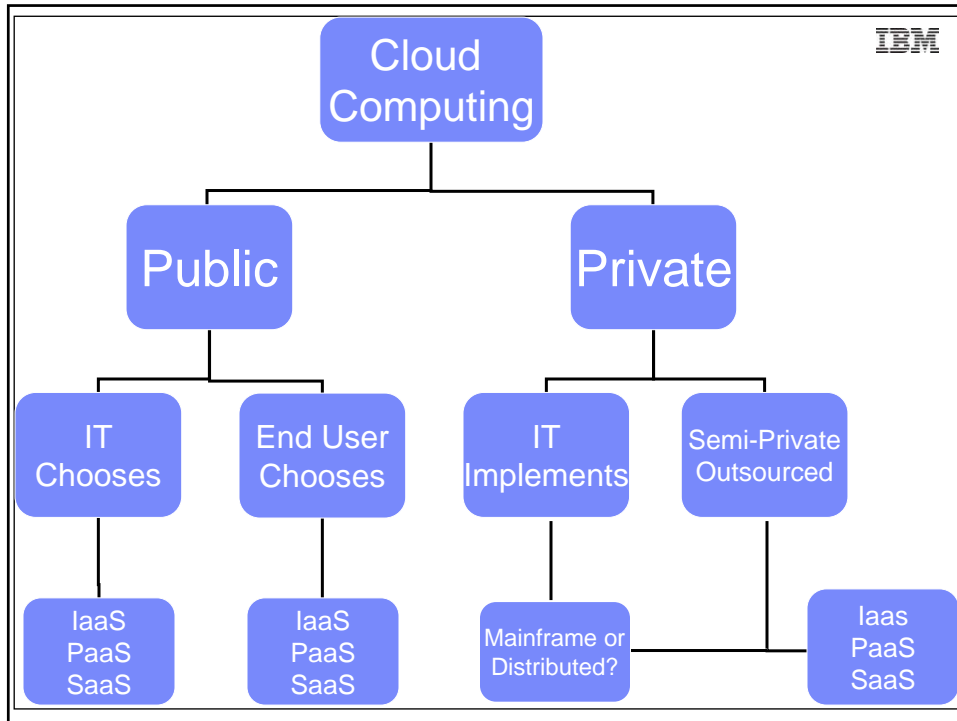 Cloud
Computing
IBM
Public
Private
IT
Chooses
End User
Chooses
IT
Implements
Semi-Private
Outsourced
IaaS
PaaS
SaaS
IaaS
PaaS
SaaS
Mainframe or
Distributed?
Iaas
PaaS
SaaS